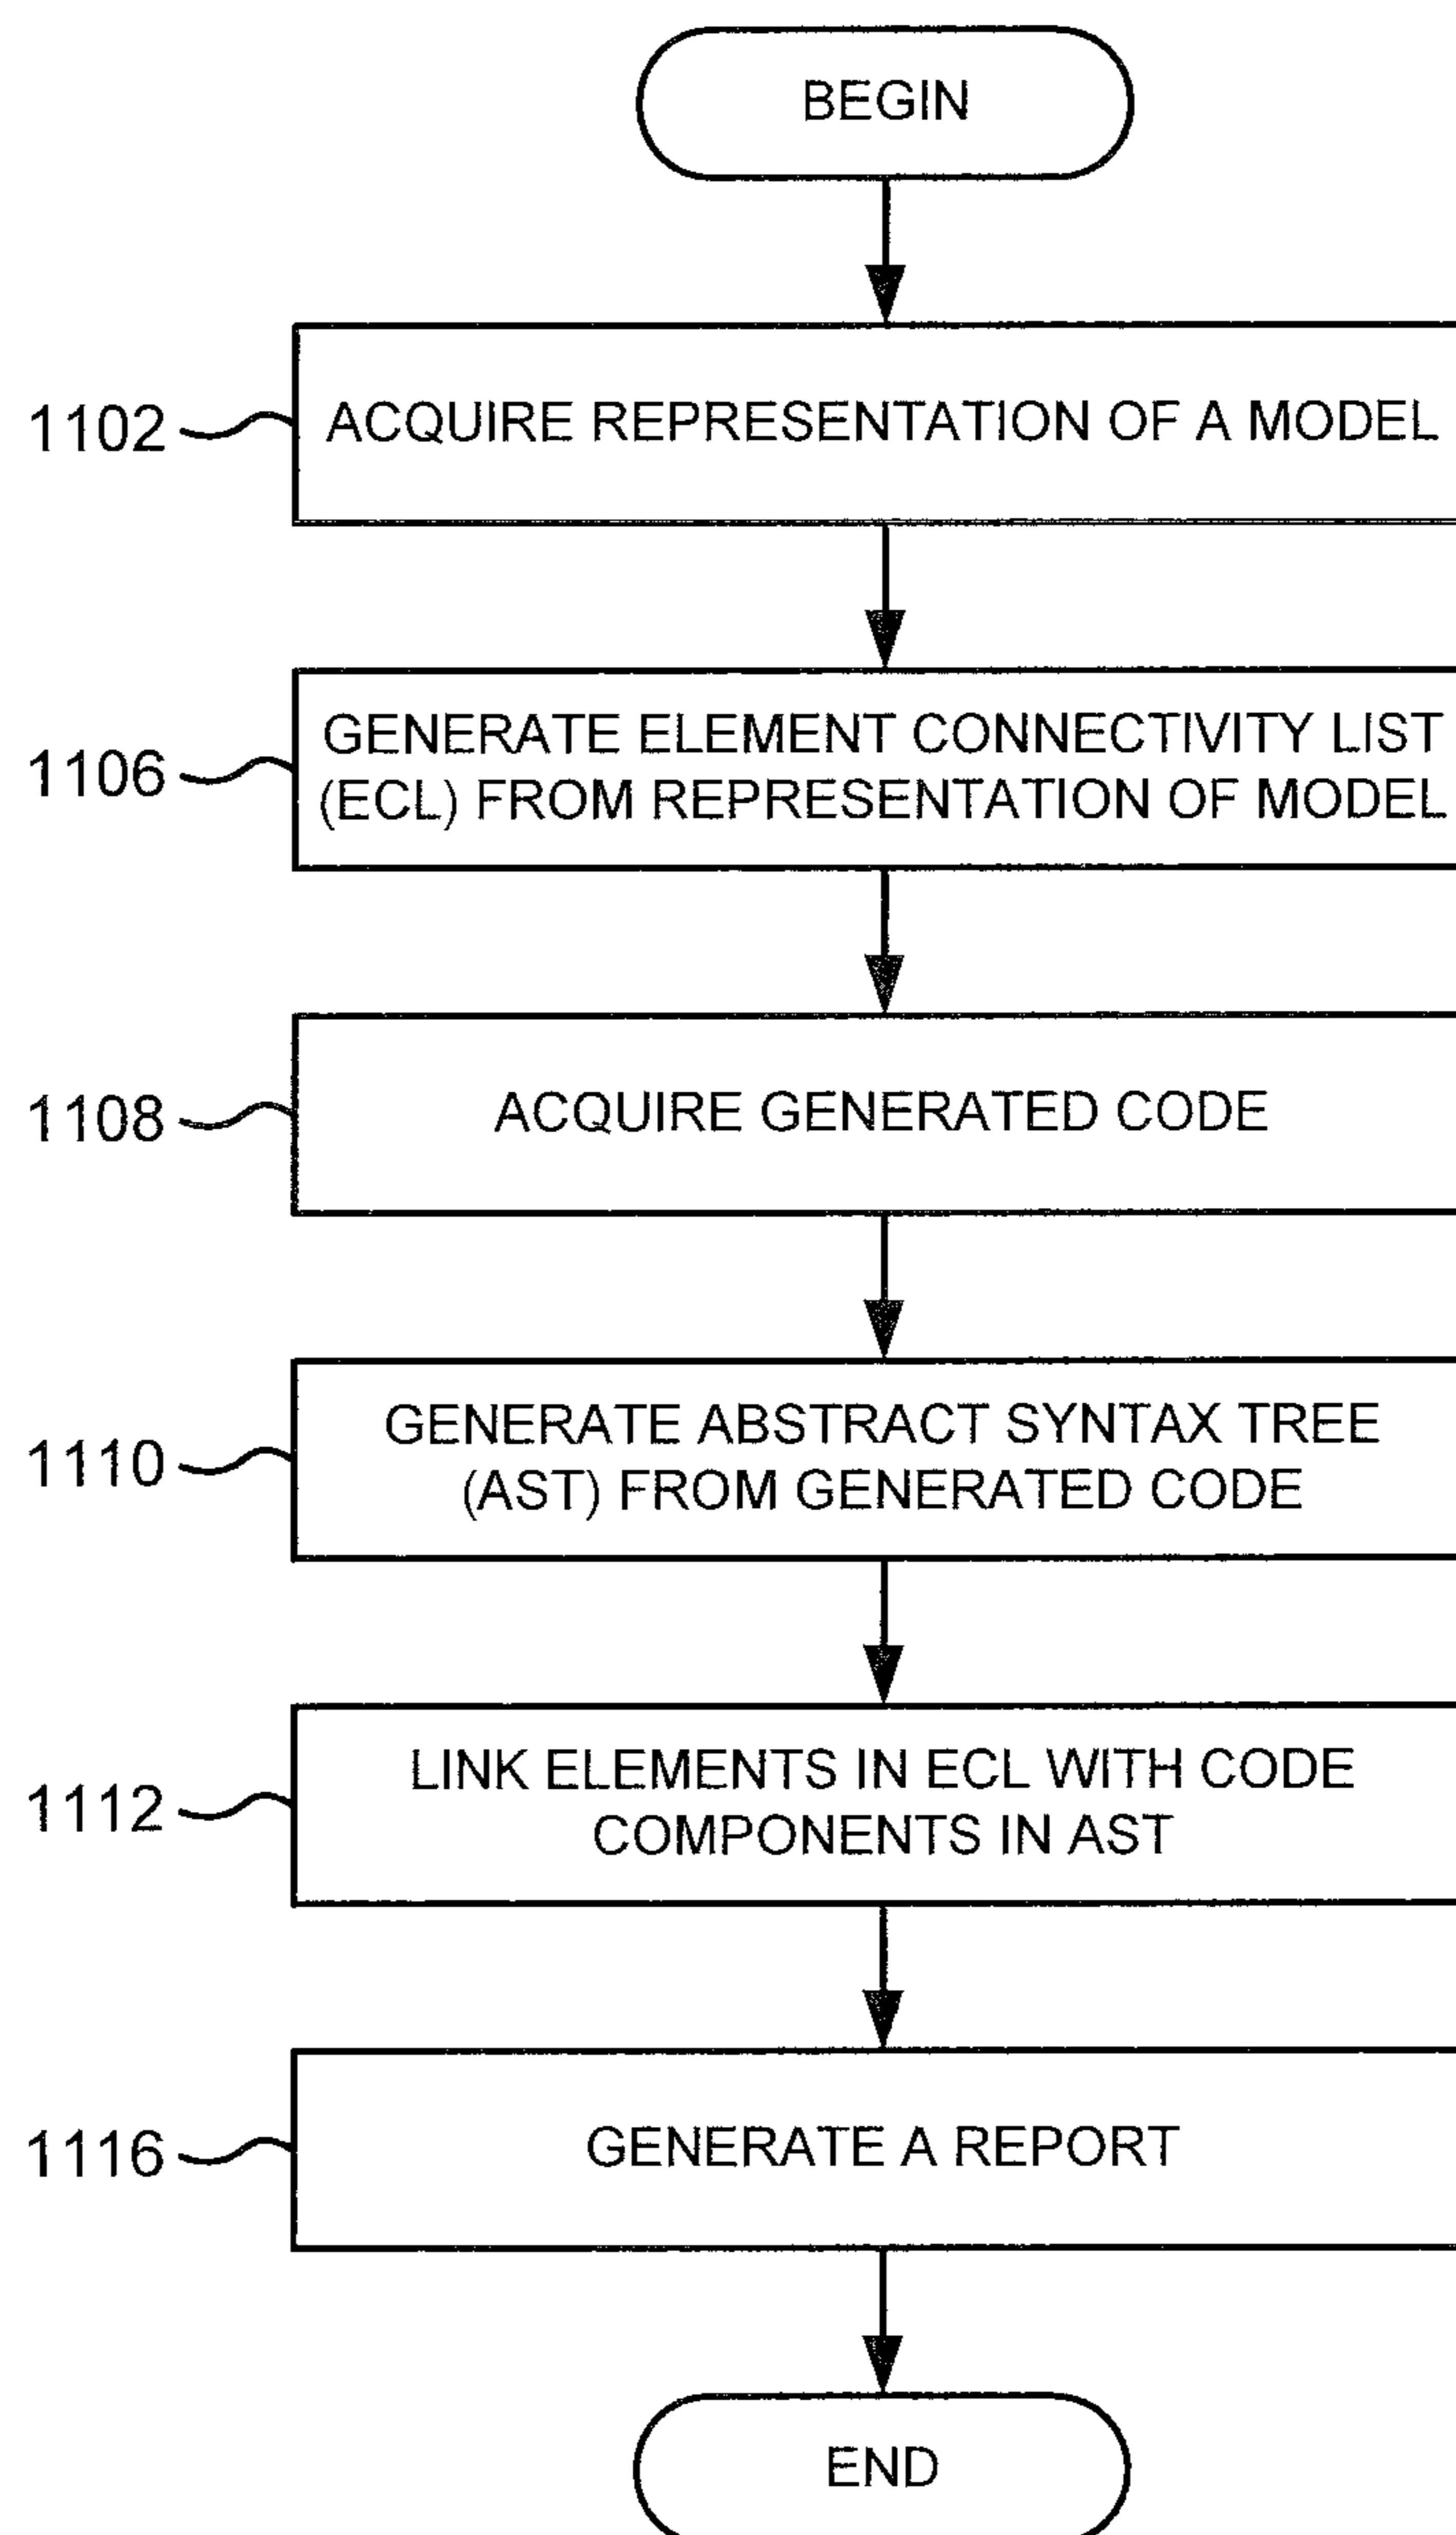 BEGIN
1102
ACQUIRE REPRESENTATION OF A MODEL
1106
GENERATE ELEMENT CONNECTIVITY LIST
(ECL) FROM REPRESENTATION OF MODEL
1108
ACQUIRE GENERATED CODE
1110
GENERATE ABSTRACT SYNTAX TREE
(AST) FROM GENERATED CODE
1112
LINK ELEMENTS IN ECL WITH CODE
COMPONENTS IN AST
1116
GENERATE A REPORT
END